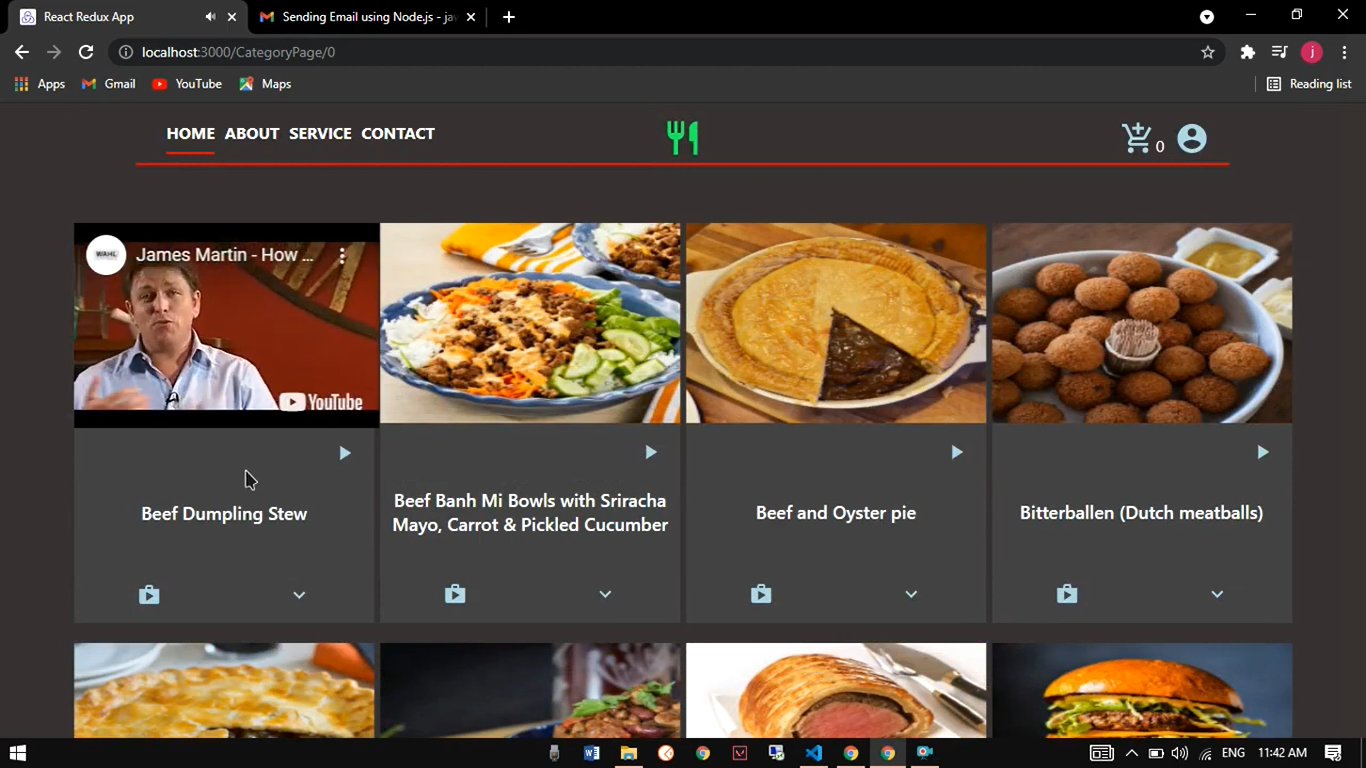 React Redux App
Sending Email using Node.js - jav
localhost:3000/CategoryPage/0
j
Apps
Gmail
YouTube
Maps
Reading list
HOME
ABOUT
SERVICE
CONTACT
0
WAHL
James Martin - How ...
YouTube
Beef Dumpling Stew
Beef Banh Mi Bowls with Sriracha
Mayo, Carrot & Pickled Cucumber
Beef and Oyster pie
Bitterballen (Dutch meatballs)
ENG
11:42 AM